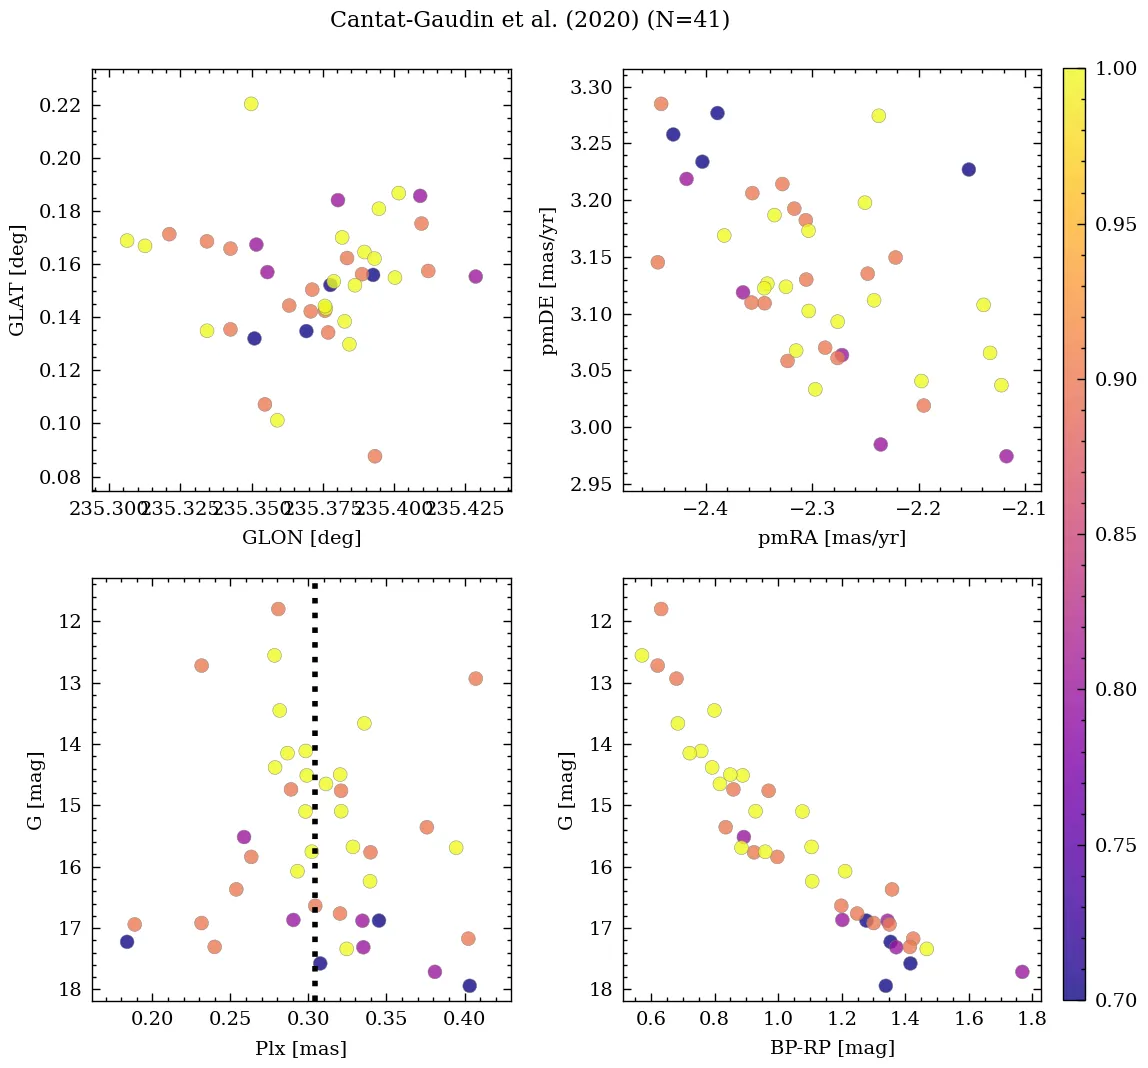 Cantat-Gaudin et al. (2020) (N=41)
0.22
0.20
0.18
0.16
0.14
0.12
0.10
0.08
GLAT [deg]
235.300 235.325 235.350 235.375 235.400 235.425
GLON [deg]
3.30
3.25
3.20
3.15
3.10
3.05
3.00
2.95
pmDE [mas/yr]
−2.4 −2.3 −2.2 −2.1
pmRA [mas/yr]
12
13
14
15
16
17
18
G [mag]
0.20 0.25 0.30 0.35 0.40
Plx [mas]
12
13
14
15
16
17
18
G [mag]
0.6 0.8 1.0 1.2 1.4 1.6 1.8
BP-RP [mag]
1.00
0.95
0.90
0.85
0.80
0.75
0.70